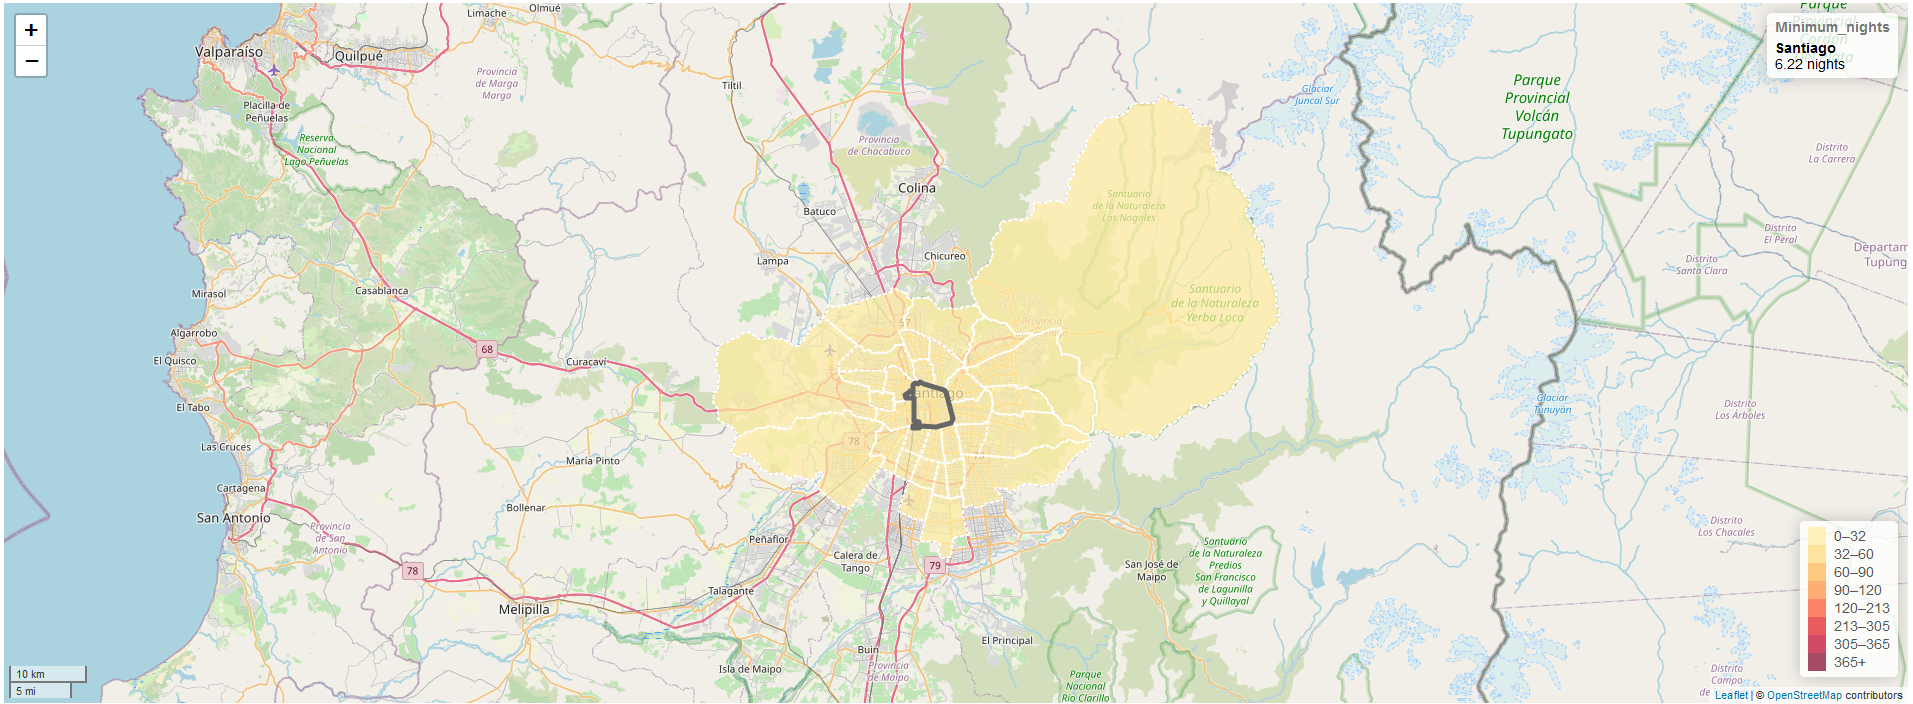 +
−
Limache
Olmué
Valparaíso
Quilpué
Provincia
de Marga
Marga
Placilla de
Peñuelas
Reserva
Nacional
Lago Peñuelas
Tiltil
Provincia
de Chacabuco
Colina
Batuco
Chicureo
Lampa
Mirasol
Casablanca
Algarrobo
El Quisco
68
Curacaví
El Tabo
Las Cruces
Cartagena
San Antonio
Provincia
de San
Antonio
María Pinto
Bollenar
78
Melipilla
Peñaflor
Talagante
Calera de
Tango
Isla de Maipo
Buin
Provincia
de Maipo
79
57
Provincia
Santiago
78
Santuario
de la Naturaleza
Los Nogales
Santuario
de la Naturaleza
Yerba Loca
San José de
Maipo
Santuario
de la Naturaleza
Predios
San Francisco
de Lagunilla
y Quillayal
El Principal
Parque
Nacional
Río Clarillo
Glaciar
Juncal Sur
Glaciar
Tunuyán
Parque
Provincial
Volcán
Tupungato
Parque
Provincial
Cordón
Minimum_nights
Santiago
6.22 nights
Distrito
La Carrera
Distrito
El Peral
Distrito
Santa Clara
Departam
Tupung
Distrito
Los Árboles
Distrito
Los Chacales
Distrito
Campo
0–32
32–60
60–90
90–120
120–213
213–305
305–365
365+
10 km
5 mi
Leaflet | © OpenStreetMap contributors